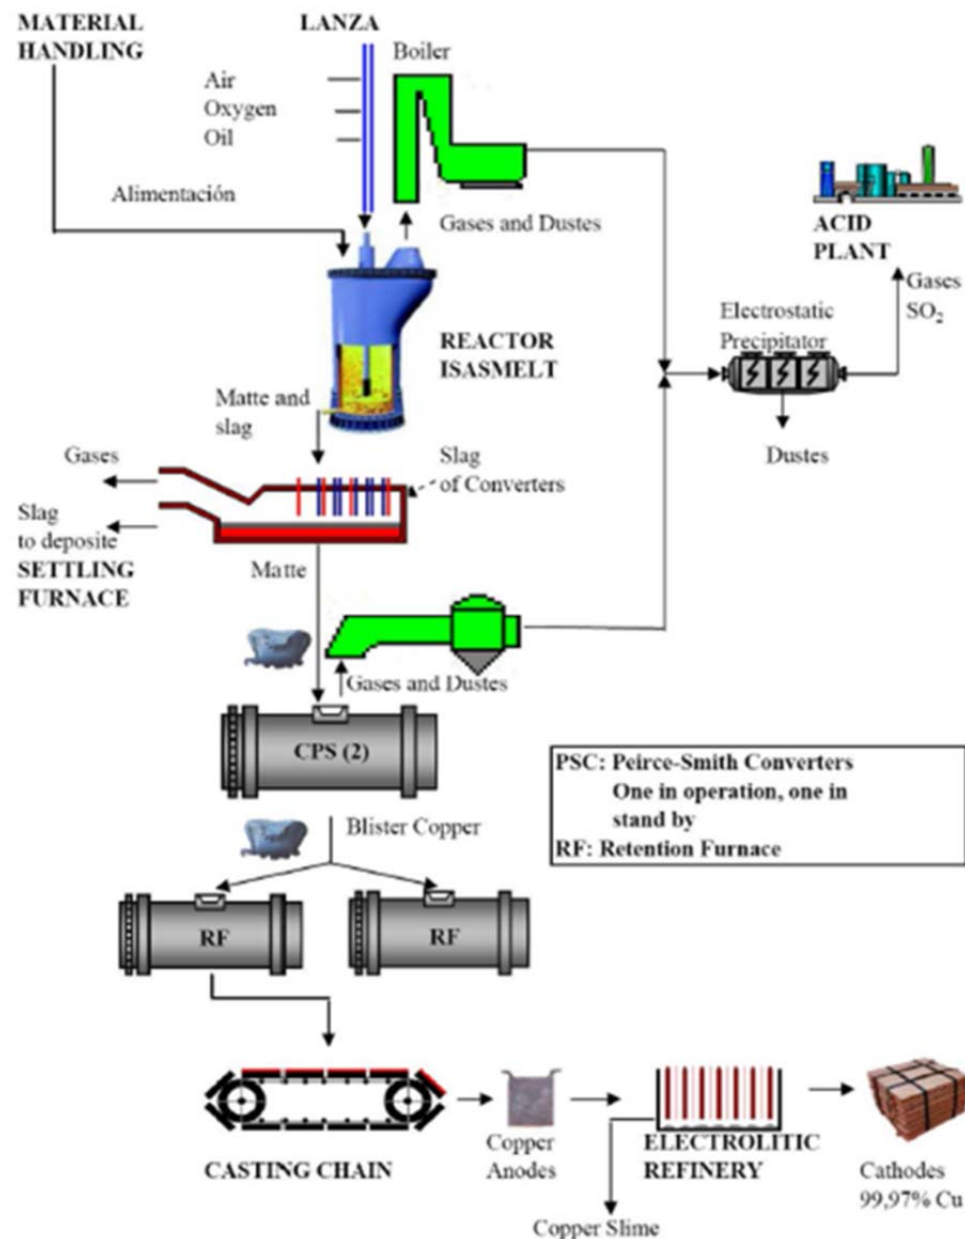 MATERIAL
HANDLING
LANZA
Boiler
Air
Oxygen
Oil
Alimentación
Gases and Dustes
ACID
PLANT
Gases
SO₂
Electrostatic
Precipitator
REACTOR
ISASMELT
Matte and
slag
Dustes
Gases
Slag
of Converters
Slag
to deposite
SETTLING
FURNACE
Matte
Gases and Dustes
CPS (2)
PSC: Peirce-Smith Converters
One in operation, one in
stand by
RF: Retention Furnace
Blister Copper
RF
RF
CASTING CHAIN
Copper
Anodes
ELECTROLITIC
REFINERY
Cathodes
99,97% Cu
Copper Slime